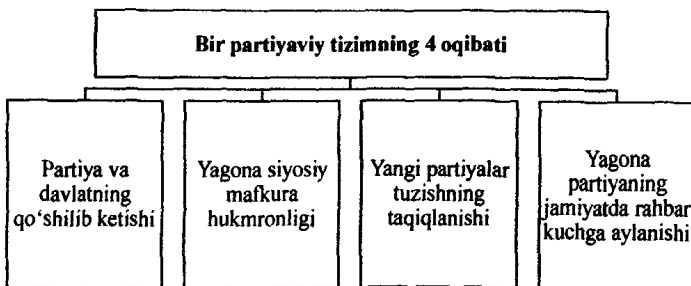 Bir partiyaviy tizimning 4 oqibati
Partiya va
davlatning
qo‘shilib ketishi
Yagona siyosiy
mafkura
hukmronligi
Yangi partiyalar
tuzishning
taqiqlanishi
Yagona
partiyaning
jamiyatda rahbar
kuchga aylanishi